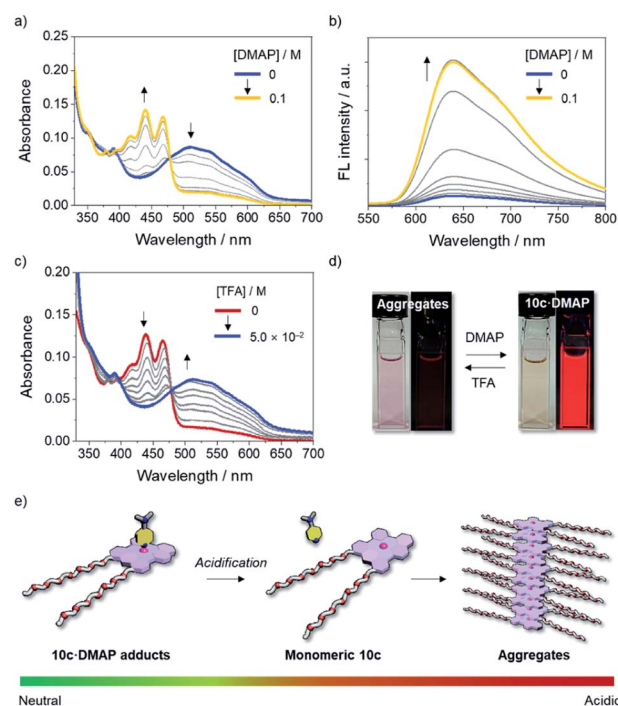 a)
[DMAP] / M
0
0.1
Absorbance
0.20
0.15
0.10
0.05
0.00
350 400 450 500 550 600 650 700
Wavelength / nm
b)
[DMAP] / M
0
0.1
FL intensity / a.u.
550 600 650 700 750 800
Wavelength / nm
c)
[TFA] / M
0
5.0 × 10⁻²
Absorbance
0.20
0.15
0.10
0.05
0.00
350 400 450 500 550 600 650 700
Wavelength / nm
d)
Aggregates
DMAP
TFA
10c·DMAP
e)
Acidification
10c·DMAP adducts
Monomeric 10c
Aggregates
Neutral
Acidic